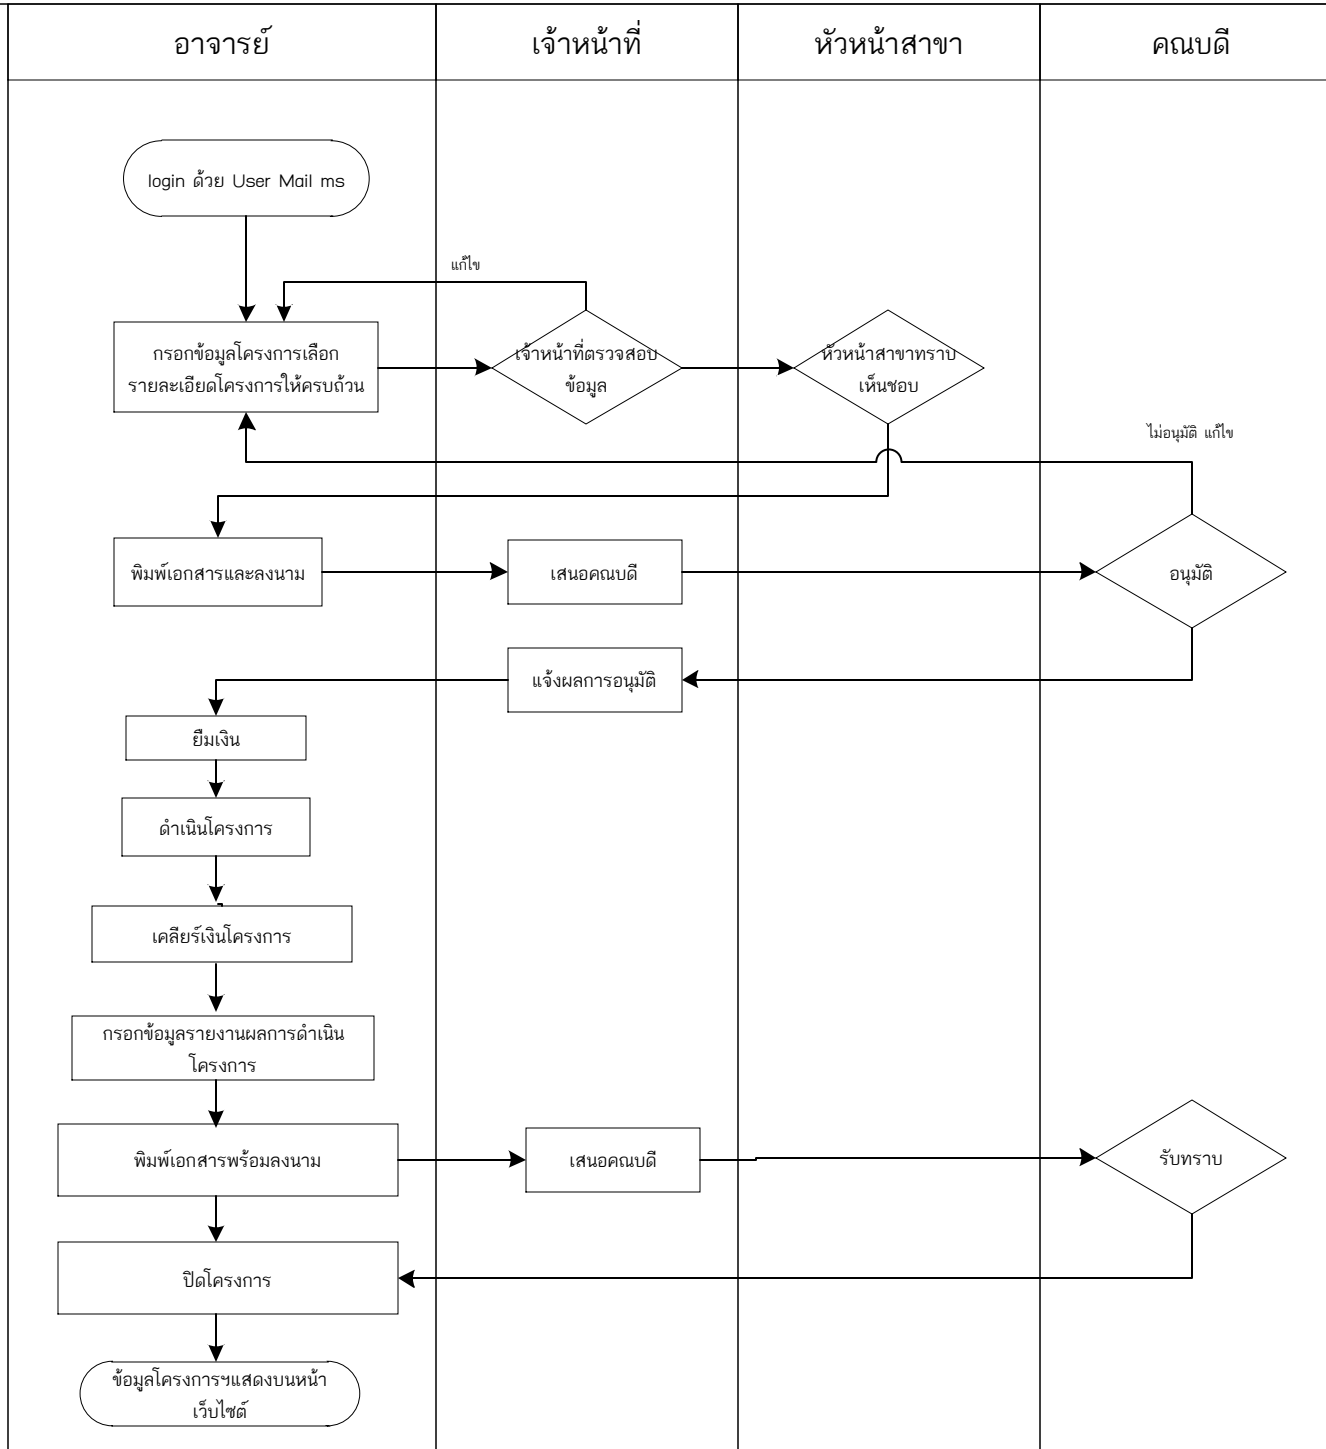 อาจารย์
เจ้าหน้าที่
หัวหน้าสาขา
คณบดี
login ด้วย User Mail ms
แก้ไข
กรอกข้อมูลโครงการเลือก
รายละเอียดโครงการให้ครบถ้วน
เจ้าหน้าที่ตรวจสอบ
ข้อมูล
หัวหน้าสาขาทราบ
เห็นชอบ
ไม่อนุมัติ แก้ไข
พิมพ์เอกสารและลงนาม
เสนอคณบดี
อนุมัติ
แจ้งผลการอนุมัติ
ยืมเงิน
ดำเนินโครงการ
เคลียร์เงินโครงการ
กรอกข้อมูลรายงานผลการดำเนิน
โครงการ
พิมพ์เอกสารพร้อมลงนาม
เสนอคณบดี
รับทราบ
ปิดโครงการ
ข้อมูลโครงการฯแสดงบนหน้า
เว็บไซต์